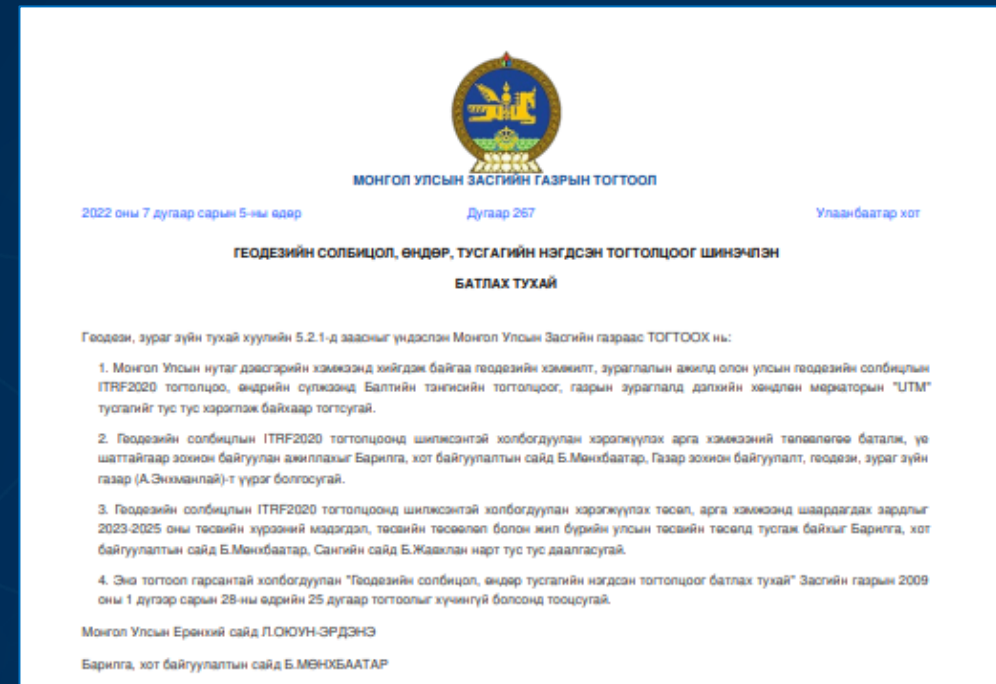 МОНГОЛ УЛСЫН ЗАСГИЙН ГАЗРЫН ТОГТООЛ
2022 оны 7 дугаар сарын 5-ны өдөр Дугаар 267 Улаанбаатар хот
ГЕОДЕЗИЙН СОЛБИЦОЛ, ӨНДӨР, ТУСГАГИЙН НЭГДСЭН ТОГТОЛЦООГ ШИНЭЧЛЭН
БАТЛАХ ТУХАЙ
Геодези, зураг зүйн тухай хуулийн 5.2.1-д заасныг үндэслэн Монгол Улсын Засгийн газраас ТОГТООХ нь:
1. Монгол Улсын нутаг дэвсгэрийн хэмжээнд хийгдэж байгаа геодезийн хэмжилт, зураглалын ажилд олон улсын геодезийн солбицлын
ITRF2020 тогтолцоо, өндрийн сүлжээнд Балтийн тэнгисийн тогтолцоог, газрын зураглалд дэлхийн хөндлөн меркаторын "UTM"
тусгагийг тус тус хэрэглэж байхаар тогтсугай.
2. Геодезийн солбицлын ITRF2020 тогтолцоонд шилжсэнтэй холбогдуулан хэрэгжүүлэх арга хэмжээний төлөвлөгөө баталж, үе
шаттайгаар зохион байгуулан ажиллахыг Барилга, хот байгуулалтын сайд Б.Мөнхбаатар, Газар зохион байгуулалт, геодези, зураг зүйн
газар (А.Энхманлай)-т үүрэг болгосугай.
3. Геодезийн солбицлын ITRF2020 тогтолцоонд шилжсэнтэй холбогдуулан хэрэгжүүлэх төсөл, арга хэмжээнд шаардагдах зардлыг
2023-2025 оны төсвийн хүрээний мэдэгдэл, төсвийн төсөөлөл болон жил бүрийн улсын төсвийн төсөлд тусгаж байхыг Барилга, хот
байгуулалтын сайд Б.Мөнхбаатар, Сангийн сайд Б.Жавхлан нарт тус тус даалгасугай.
4. Энэ тогтоол гарсантай холбогдуулан "Геодезийн солбицол, өндөр тусгагийн нэгдсэн тогтолцоог батлах тухай" Засгийн газрын 2009
оны 1 дүгээр сарын 28-ны өдрийн 25 дугаар тогтоолыг хүчингүй болсонд тооцсугай.
Монгол Улсын Ерөнхий сайд Л.ОЮУН-ЭРДЭНЭ
Барилга, хот байгуулалтын сайд Б.МӨНХБААТАР